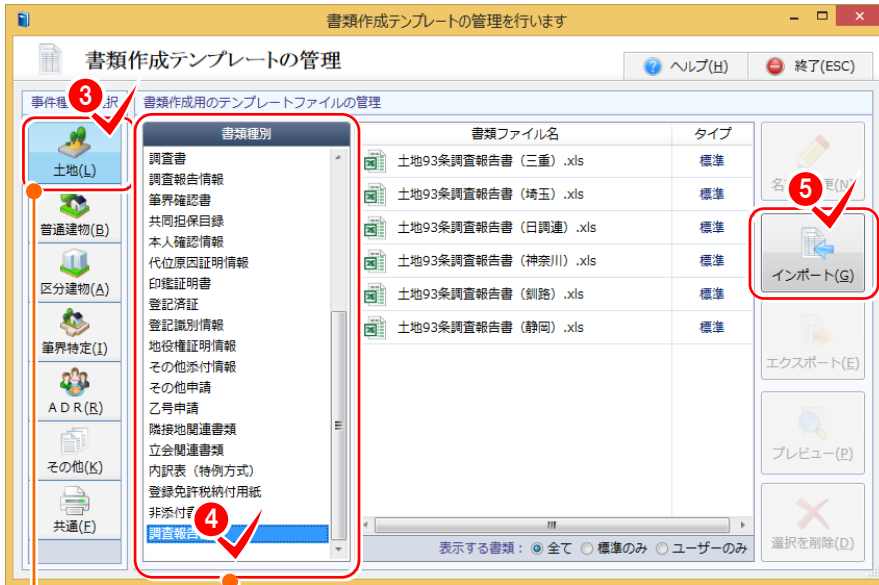 書類作成テンプレートの管理を行います
書類作成テンプレートの管理
ヘルプ(H)
終了(ESC)
事件種 択
書類作成用のテンプレートファイルの管理
3
土地(L)
普通建物(B)
区分建物(A)
筆界特定(I)
ADR(R)
その他(K)
共通(F)
書類種別
調査書
調査報告情報
筆界確認書
共同担保目録
本人確認情報
代位原因証明情報
印鑑証明書
登記済証
登記識別情報
地役権証明情報
その他添付情報
その他申請
乙号申請
隣接地関連書類
立会関連書類
内訳表（特例方式）
登録免許税納付用紙
非添付
調査報告
4
書類ファイル名 タイプ
土地93条調査報告書（三重）.xls 標準
土地93条調査報告書（埼玉）.xls 標準
土地93条調査報告書（日調連）.xls 標準
土地93条調査報告書（神奈川）.xls 標準
土地93条調査報告書（釧路）.xls 標準
土地93条調査報告書（静岡）.xls 標準
表示する書類： 全て 標準のみ ユーザーのみ
名 更(N)
5
インポート(G)
エクスポート(E)
プレビュー(P)
選択を削除(D)